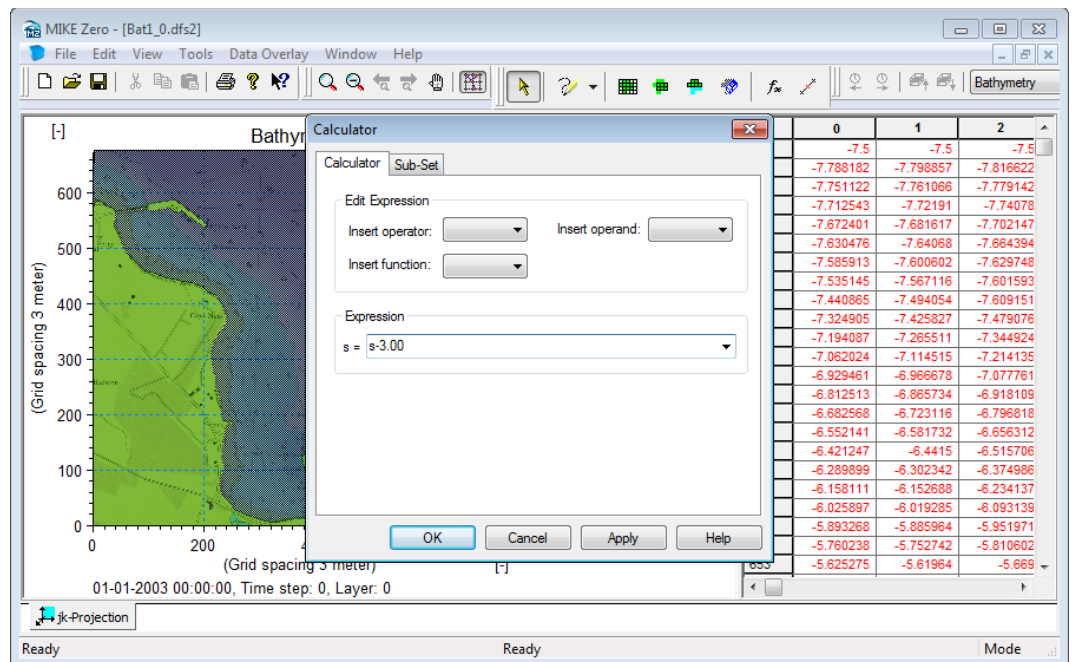 MIKE Zero - [Bat1_0.dfs2]
File Edit View Tools Data Overlay Window Help
Bathymetry
[-]
Bathyr
600
500
400
300
200
100
0
(Grid spacing 3 meter)
0 200
(Grid spacing 3 meter) [-]
01-01-2003 00:00:00, Time step: 0, Layer: 0
Calculator
Calculator Sub-Set
Edit Expression
Insert operator: Insert operand:
Insert function:
Expression
s = s-3.00
OK Cancel Apply Help
0 1 2
-7.5 -7.5 -7.5
-7.788182 -7.798857 -7.816622
-7.751122 -7.761066 -7.779142
-7.712543 -7.72191 -7.74078
-7.672401 -7.681617 -7.702147
-7.630476 -7.64068 -7.664394
-7.585913 -7.600602 -7.629748
-7.535145 -7.567116 -7.601593
-7.440865 -7.494054 -7.609151
-7.324905 -7.425827 -7.479076
-7.194087 -7.265511 -7.344924
-7.062024 -7.114515 -7.214135
-6.929461 -6.966678 -7.077761
-6.812513 -6.865734 -6.918109
-6.682568 -6.723116 -6.796818
-6.552141 -6.581732 -6.656312
-6.421247 -6.4415 -6.515706
-6.289899 -6.302342 -6.374986
-6.158111 -6.152688 -6.234137
-6.025897 -6.019285 -6.093139
-5.893268 -5.885964 -5.951971
-5.760238 -5.752742 -5.810602
653 -5.625275 -5.61964 -5.669
jk-Projection
Ready Ready Mode